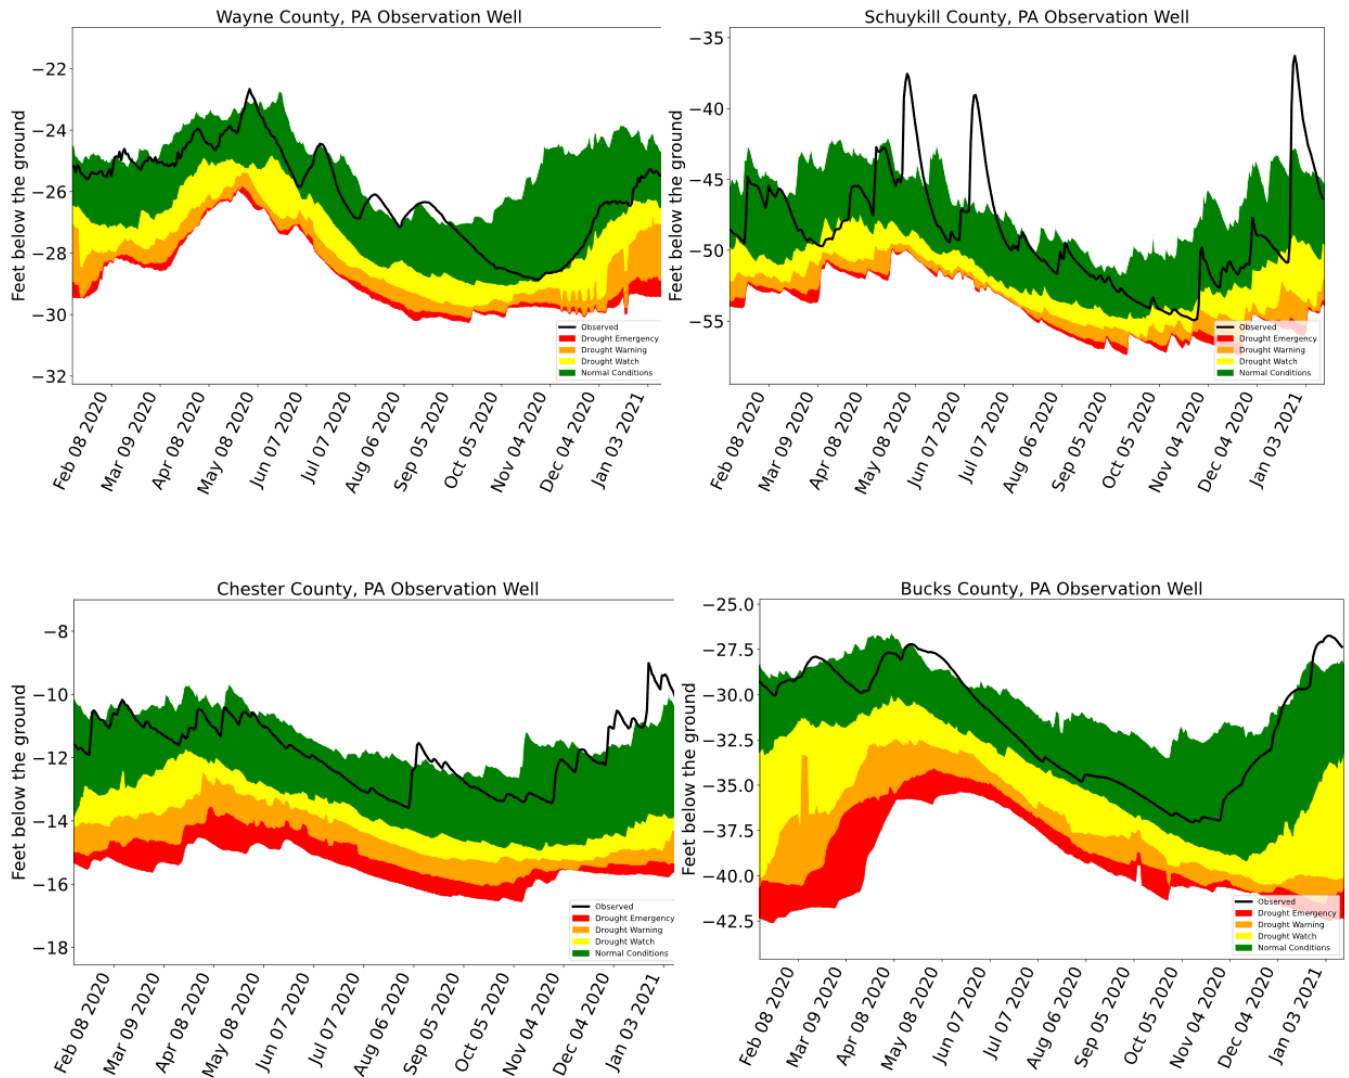 Wayne County, PA Observation Well
Feet below the ground
−22
−24
−26
−28
−30
−32
Observed
Drought Emergency
Drought Warning
Drought Watch
Normal Conditions
Feb 08 2020
Mar 09 2020
Apr 08 2020
May 08 2020
Jun 07 2020
Jul 07 2020
Aug 06 2020
Sep 05 2020
Oct 05 2020
Nov 04 2020
Dec 04 2020
Jan 03 2021
Schuykill County, PA Observation Well
Feet below the ground
−35
−40
−45
−50
−55
Observed
Drought Emergency
Drought Warning
Drought Watch
Normal Conditions
Feb 08 2020
Mar 09 2020
Apr 08 2020
May 08 2020
Jun 07 2020
Jul 07 2020
Aug 06 2020
Sep 05 2020
Oct 05 2020
Nov 04 2020
Dec 04 2020
Jan 03 2021
Chester County, PA Observation Well
Feet below the ground
−8
−10
−12
−14
−16
−18
Observed
Drought Emergency
Drought Warning
Drought Watch
Normal Conditions
Feb 08 2020
Mar 09 2020
Apr 08 2020
May 08 2020
Jun 07 2020
Jul 07 2020
Aug 06 2020
Sep 05 2020
Oct 05 2020
Nov 04 2020
Dec 04 2020
Jan 03 2021
Bucks County, PA Observation Well
Feet below the ground
−25.0
−27.5
−30.0
−32.5
−35.0
−37.5
−40.0
−42.5
Observed
Drought Emergency
Drought Warning
Drought Watch
Normal Conditions
Feb 08 2020
Mar 09 2020
Apr 08 2020
May 08 2020
Jun 07 2020
Jul 07 2020
Aug 06 2020
Sep 05 2020
Oct 05 2020
Nov 04 2020
Dec 04 2020
Jan 03 2021